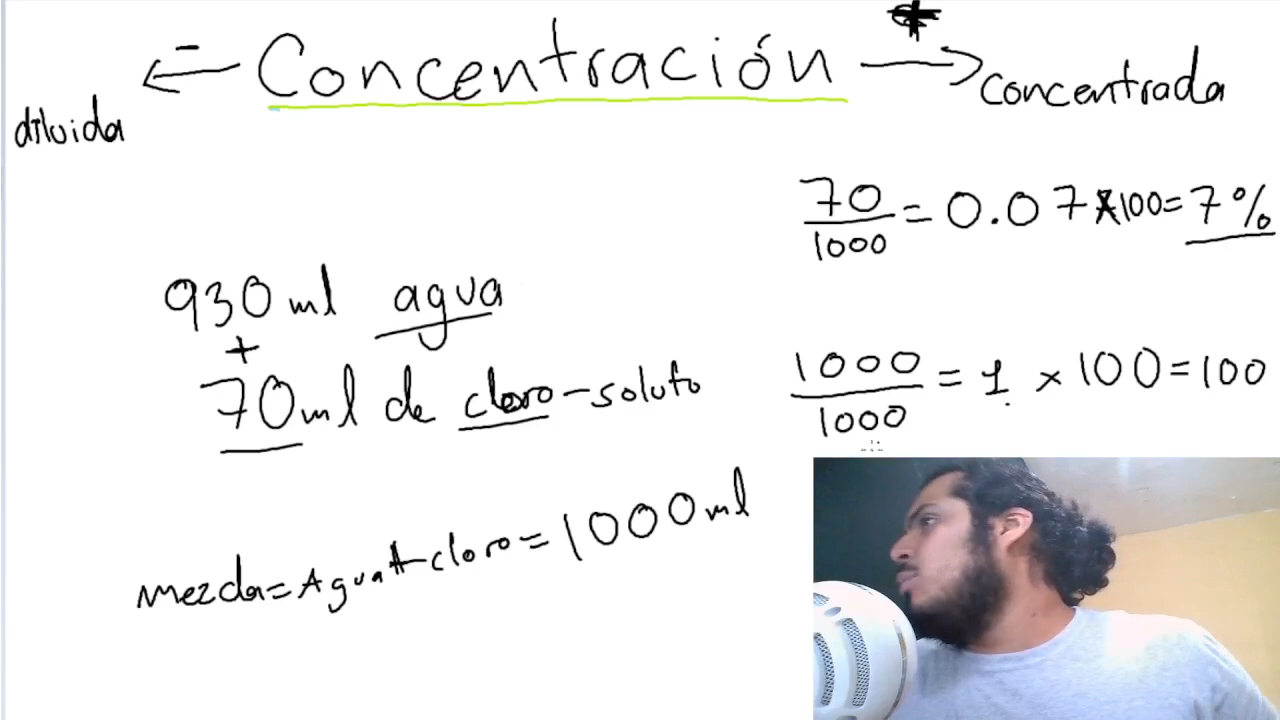 ← - Concentración + →
diluida
concentrada
70/1000 = 0.07 x100= 7%
930 ml agua
+
70 ml de cloro - soluto
1000/1000 = 1 x 100 = 100
Mezcla= Agua + cloro = 1000 ml